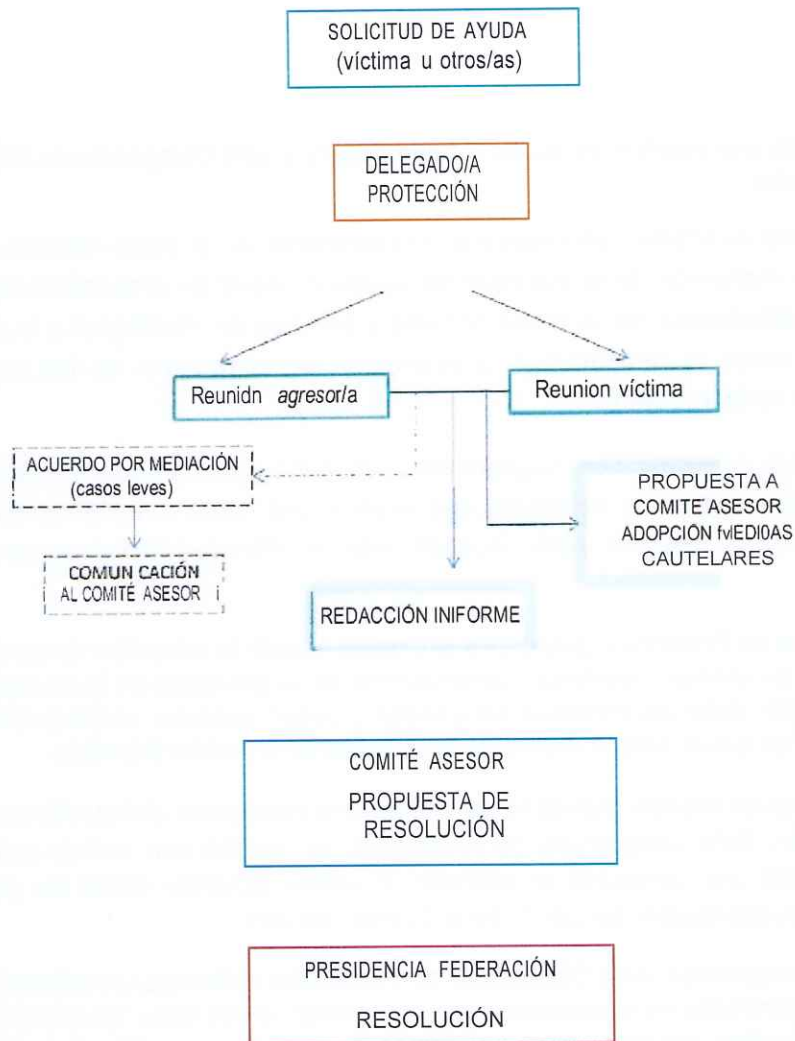 SOLICITUD DE AYUDA
(víctima u otros/as)
DELEGADO/A
PROTECCIÓN
Reunidn agresor/a
Reunion víctima
ACUERDO POR MEDIACIÓN
(casos leves)
PROPUESTA A
COMITE ASESOR
ADOPCIÓN fvIEDI0AS
CAUTELARES
COMUN CACIÓN
AL COMITÉ ASESOR
REDACCIÓN INIFORME
COMITÉ ASESOR
PROPUESTA DE
RESOLUCIÓN
PRESIDENCIA FEDERACIÓN
RESOLUCIÓN